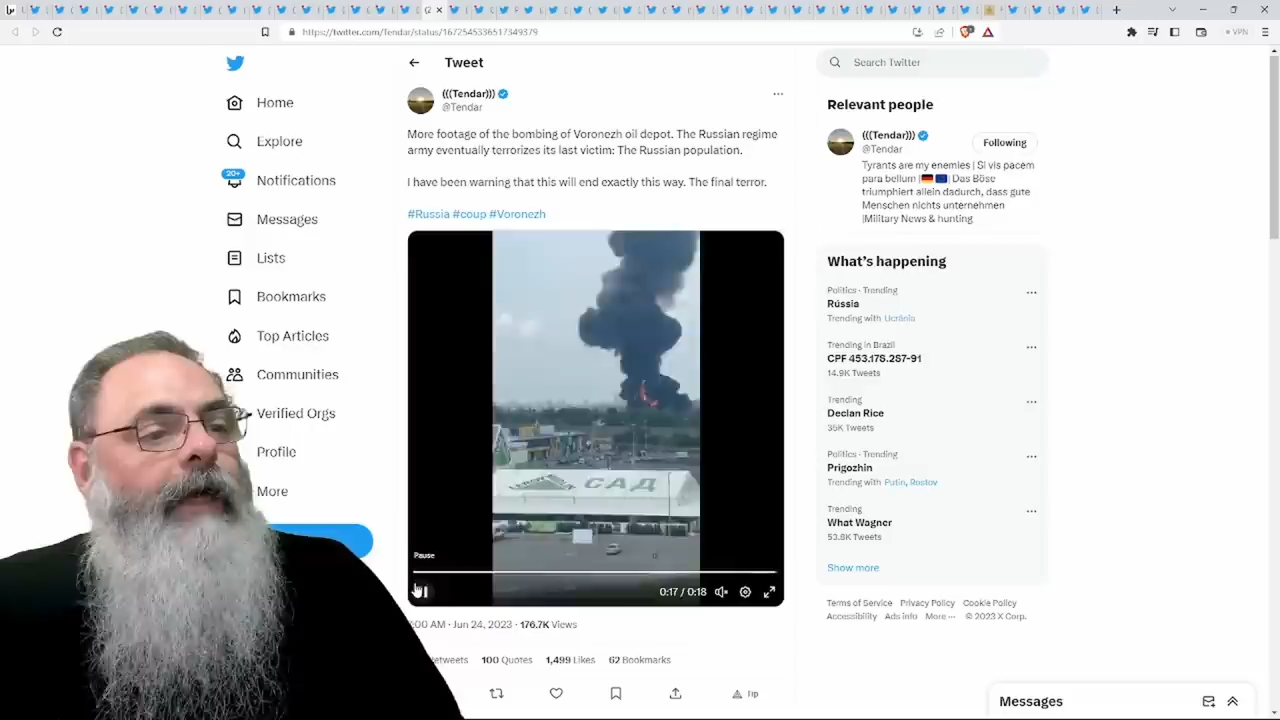 https://twitter.com/Tendar/status/1672545336517349379
VPN
Home
Explore
20+
Notifications
Messages
Lists
Bookmarks
Top Articles
Communities
Verified Orgs
Profile
More
Tweet
(((Tendar)))
@Tendar
More footage of the bombing of Voronezh oil depot. The Russian regime
army eventually terrorizes its last victim: The Russian population.
I have been warning that this will end exactly this way. The final terror.
#Russia #coup #Voronezh
САД
Pause
0:17 / 0:18
:00 AM · Jun 24, 2023 · 176.7K Views
etweets 100 Quotes 1,499 Likes 62 Bookmarks
Tip
Search Twitter
Relevant people
(((Tendar)))
@Tendar
Following
Tyrants are my enemies | Si vis pacem
para bellum | | Das Böse
triumphiert allein dadurch, dass gute
Menschen nichts unternehmen
|Military News & hunting
What's happening
Politics · Trending
Rússia
Trending with Ucrânia
Trending in Brazil
CPF 453.178.287-91
14.9K Tweets
Trending
Declan Rice
35K Tweets
Politics · Trending
Prigozhin
Trending with Putin, Rostov
Trending
What Wagner
53.8K Tweets
Show more
Terms of Service Privacy Policy Cookie Policy
Accessibility Ads info More ··· © 2023 X Corp.
Messages